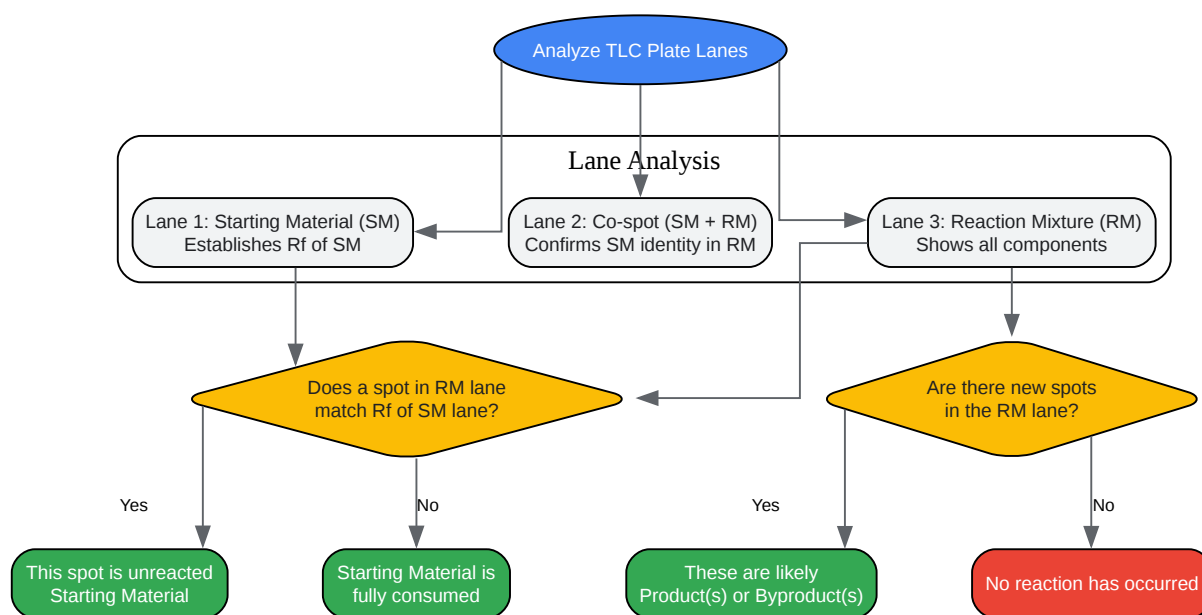 Analyze TLC Plate Lanes
Lane Analysis
Lane 1: Starting Material (SM)
Establishes Rf of SM
Lane 2: Co-spot (SM + RM)
Confirms SM identity in RM
Lane 3: Reaction Mixture (RM)
Shows all components
Does a spot in RM lane
match Rf of SM lane?
Are there new spots
in the RM lane?
Yes
No
Yes
No
This spot is unreacted
Starting Material
Starting Material is
fully consumed
These are likely
Product(s) or Byproduct(s)
No reaction has occurred